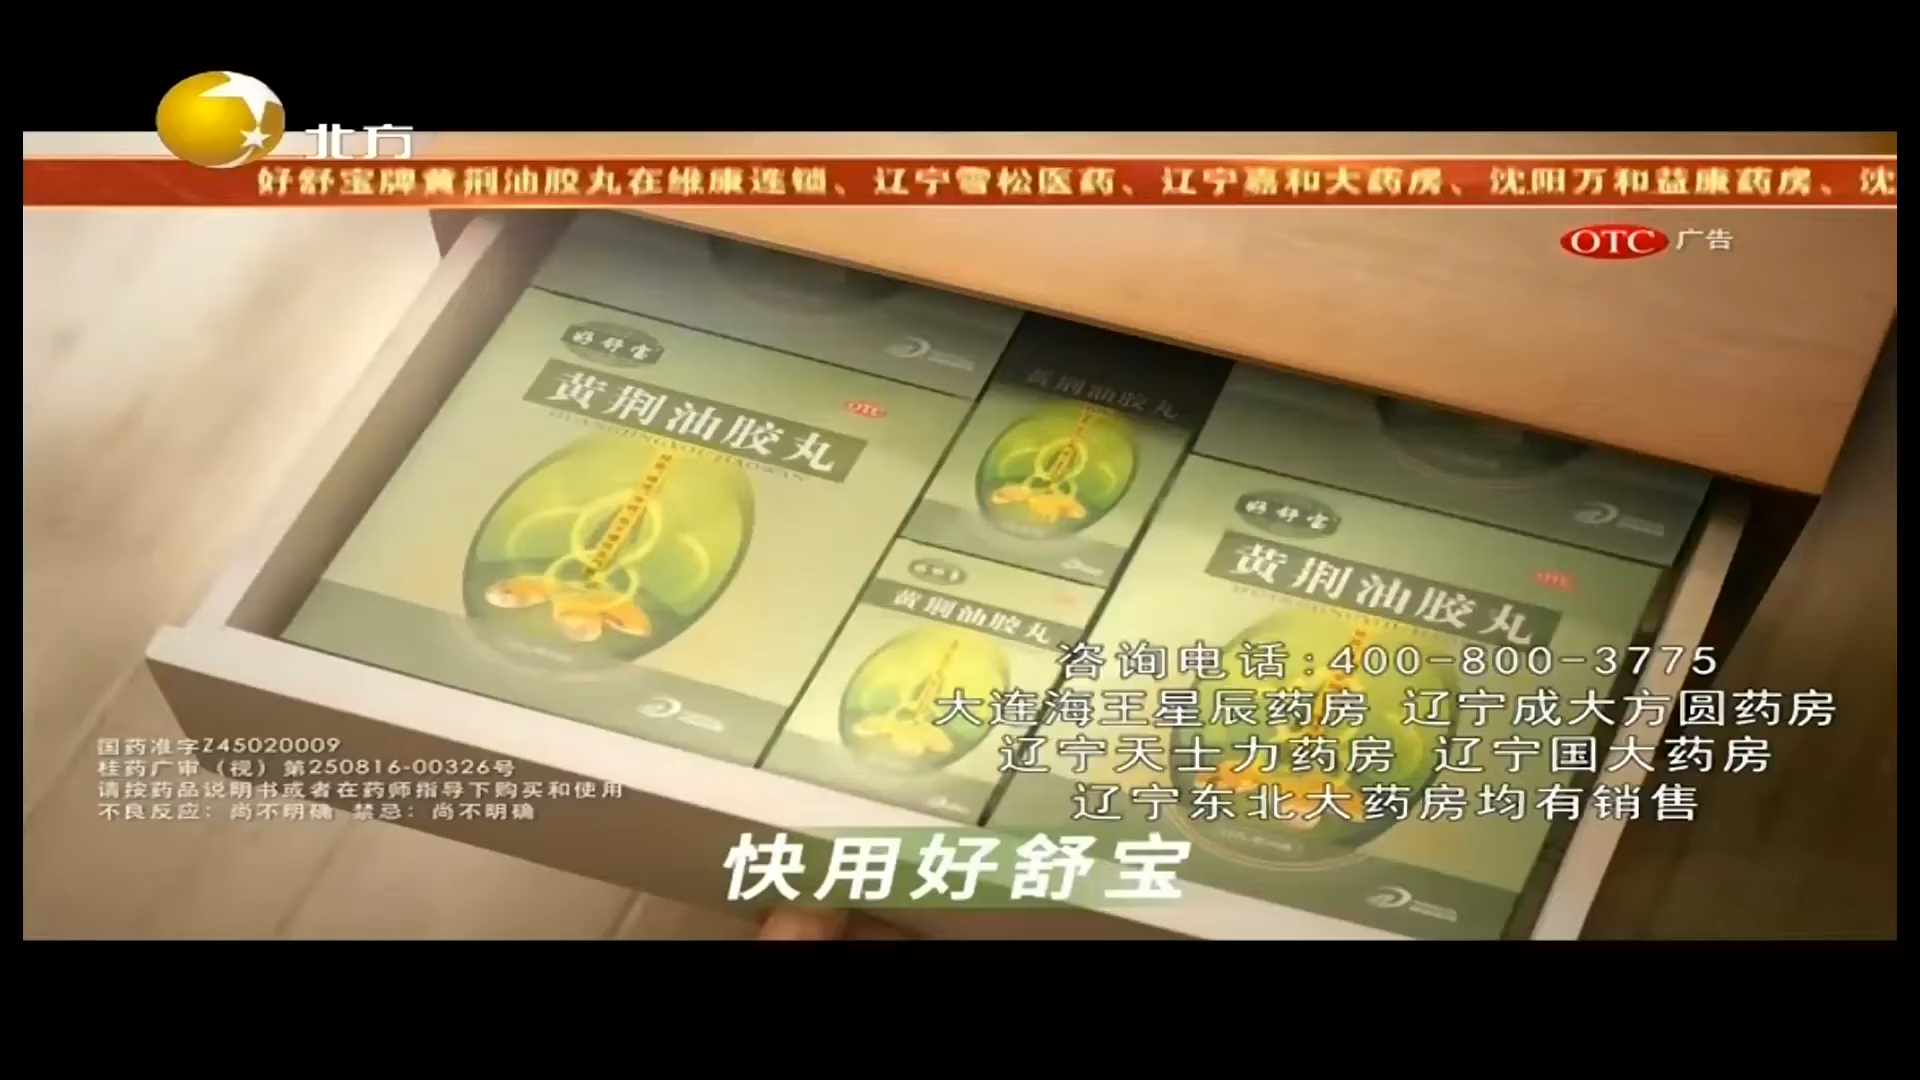 北方
好舒宝牌黄荆油胶丸在维康连锁、辽宁雪松医药、辽宁嘉和大药房、沈阳万和益康药房、沈
OTC 广告
好舒宝
黄荆油胶丸
OTC
HUANGJINGYOU JIAOWAN
黄荆油胶丸
好舒宝
黄荆油胶丸
好舒宝
黄荆油胶丸
OTC
咨询电话:400-800-3775
大连海王星辰药房 辽宁成大方圆药房
辽宁天士力药房 辽宁国大药房
辽宁东北大药房均有销售
国药准字Z45020009
桂药广审（视）第250816-00326号
请按药品说明书或者在药师指导下购买和使用
不良反应：尚不明确 禁忌：尚不明确
快用好舒宝